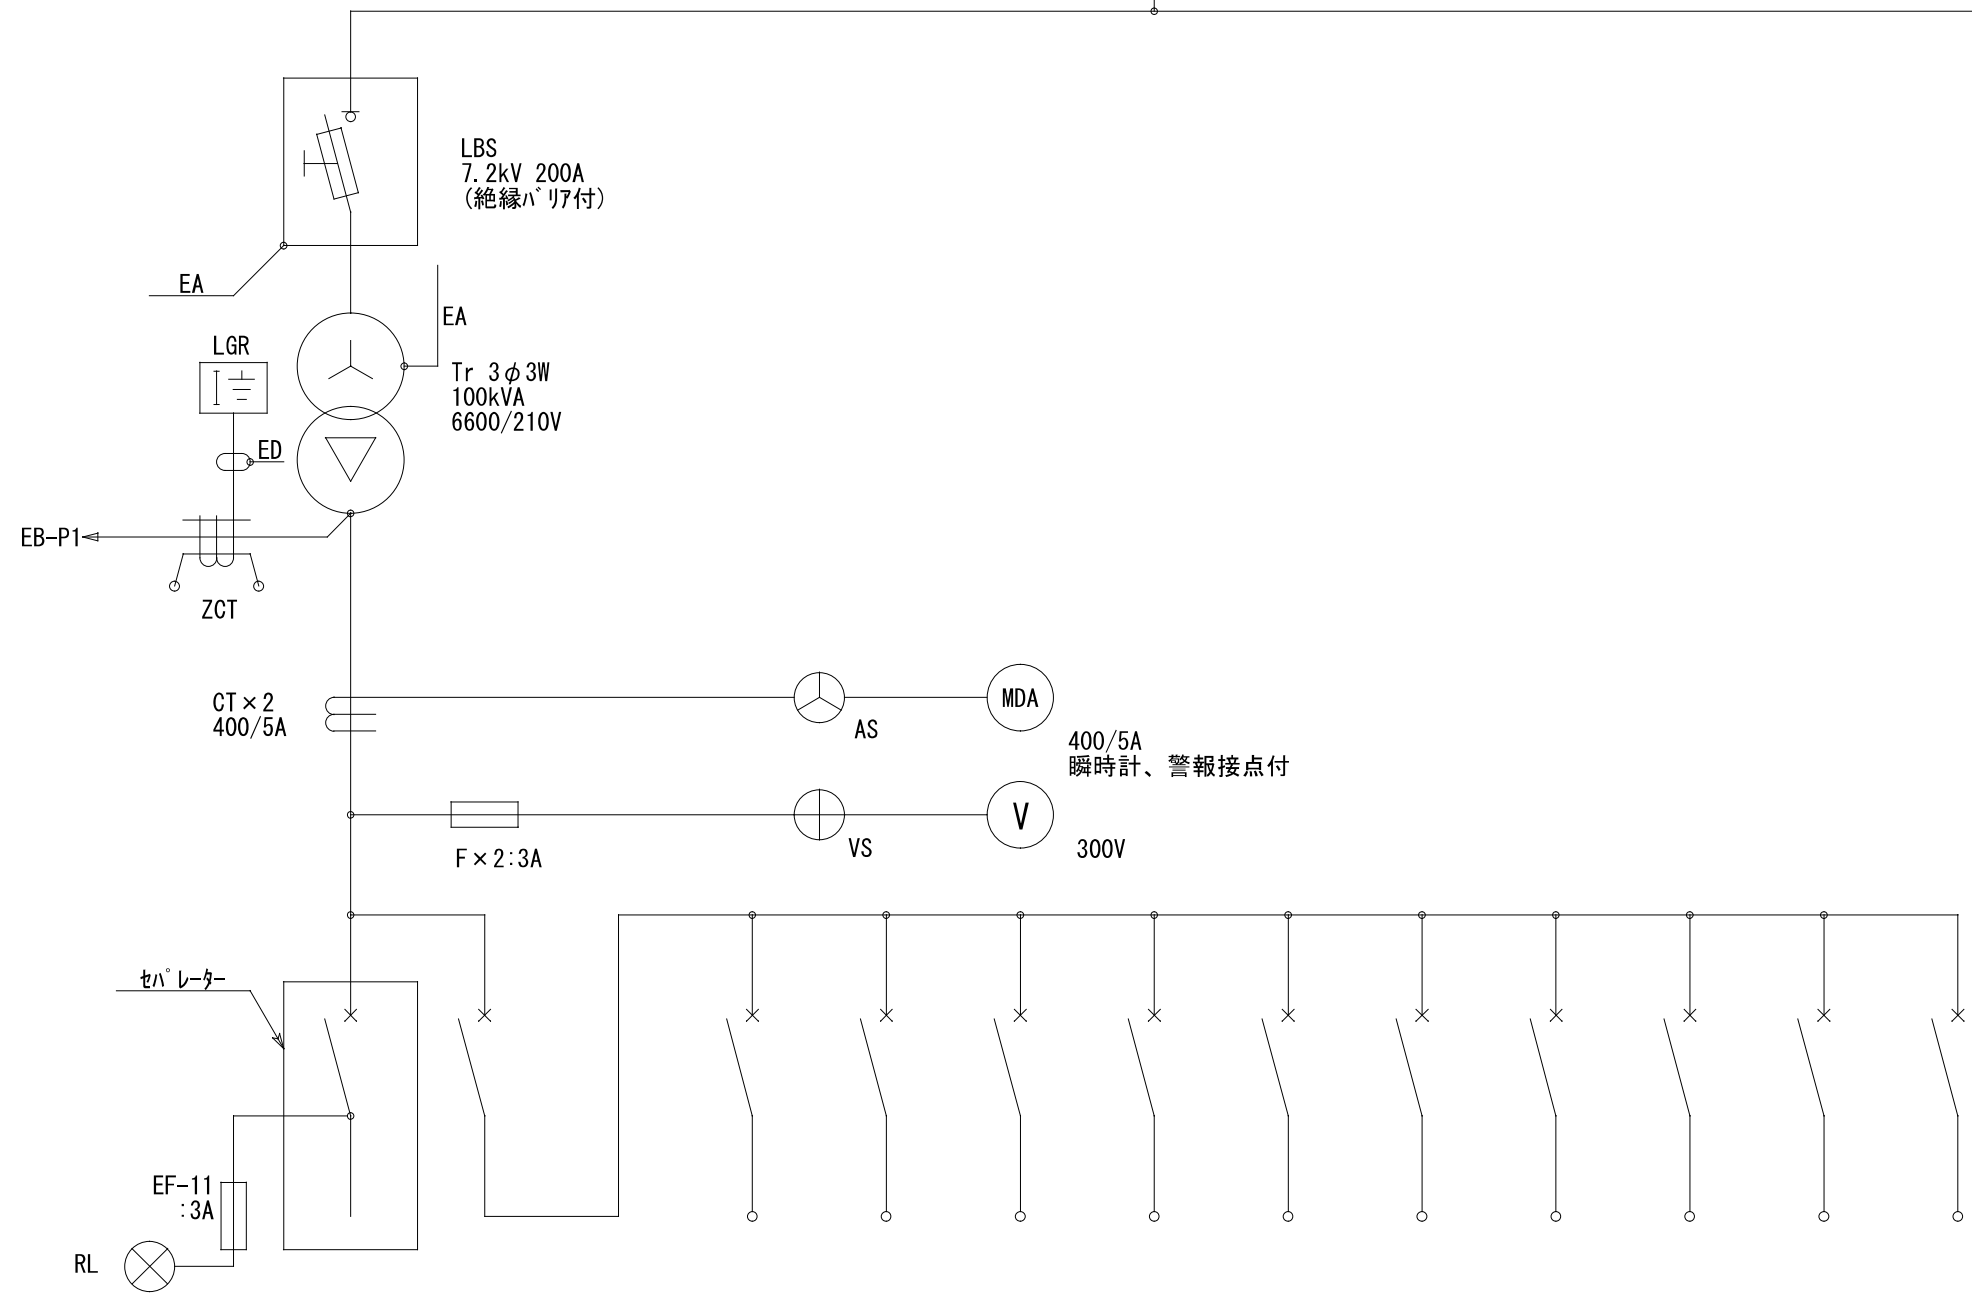 LBS
7.2kV 200A
(絶縁ﾊﾞﾘｱ付)
EA
EA
LGR
Tr 3φ3W
100kVA
6600/210V
ED
EB-P1
ZCT
CT×2
400/5A
AS
MDA
400/5A
瞬時計、警報接点付
F×2:3A
VS
V
300V
ｾﾊﾟﾚｰﾀｰ
EF-11
:3A
RL